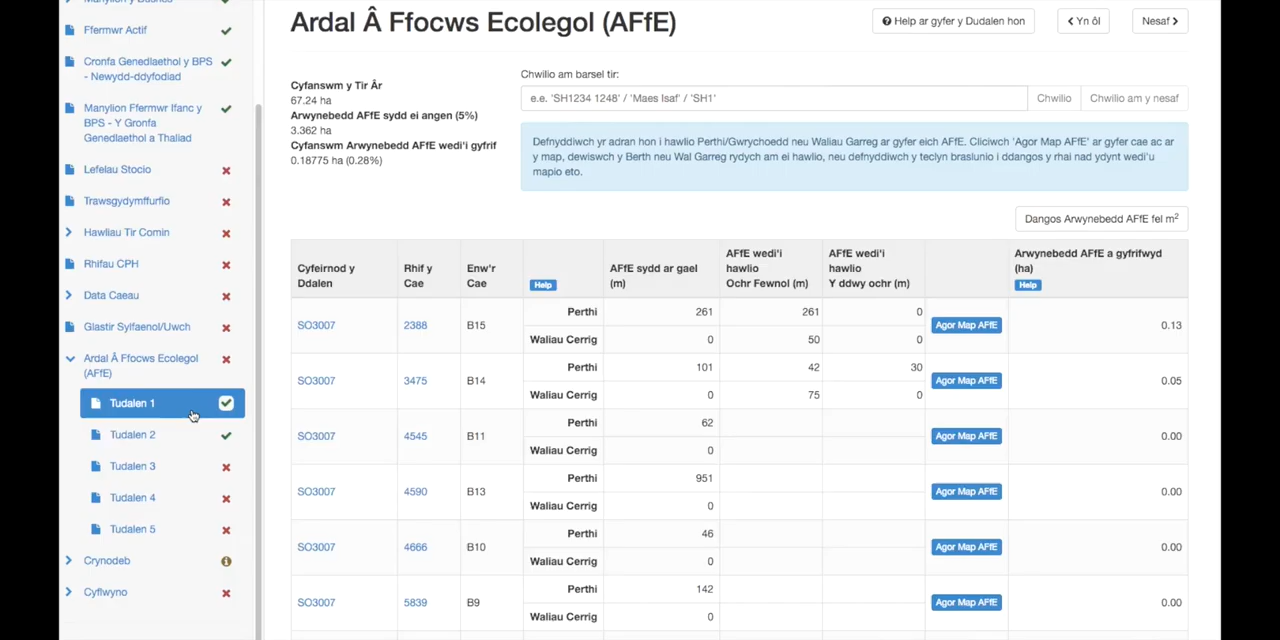 Manylion y Busnes
Ffermwr Actif
Cronfa Genedlaethol y BPS
- Newydd-ddyfodiad
Manylion Ffermwr Ifanc y
BPS - Y Gronfa
Genedlaethol a Thaliad
Lefelau Stocio
Trawsgydymffurfio
Hawliau Tir Comin
Rhifau CPH
Data Caeau
Glastir Sylfaenol/Uwch
Ardal Â Ffocws Ecolegol
(AFfE)
Tudalen 1
Tudalen 2
Tudalen 3
Tudalen 4
Tudalen 5
Crynodeb
Cyflwyno
Ardal Â Ffocws Ecolegol (AFfE)
Help ar gyfer y Dudalen hon
Yn ôl
Nesaf
Cyfanswm y Tir Âr
67.24 ha
Arwynebedd AFfE sydd ei angen (5%)
3.362 ha
Cyfanswm Arwynebedd AFfE wedi'i gyfrif
0.18775 ha (0.28%)
Chwilio am barsel tir:
e.e. 'SH1234 1248' / 'Maes Isaf' / 'SH1'
Chwilio
Chwilio am y nesaf
Defnyddiwch yr adran hon i hawlio Perthi/Gwrychoedd neu Waliau Garreg ar gyfer eich AFfE. Cliciwch 'Agor Map AFfE' ar gyfer cae ac ar
y map, dewiswch y Berth neu Wal Garreg rydych am ei hawlio, neu defnyddiwch y teclyn braslunio i ddangos y rhai nad ydynt wedi'u
mapio eto.
Dangos Arwynebedd AFfE fel m²
Cyfeirnod y
Ddalen
Rhif y
Cae
Enw'r
Cae
Help
AFfE sydd ar gael
(m)
AFfE wedi'i
hawlio
Ochr Fewnol (m)
AFfE wedi'i
hawlio
Y ddwy ochr (m)
Arwynebedd AFfE a gyfrifwyd
(ha)
Help
SO3007 2388 B15 Perthi 261 261 0 Agor Map AFfE 0.13
Waliau Cerrig 0 50 0
SO3007 3475 B14 Perthi 101 42 30 Agor Map AFfE 0.05
Waliau Cerrig 0 75 0
SO3007 4545 B11 Perthi 62 Agor Map AFfE 0.00
Waliau Cerrig 0
SO3007 4590 B13 Perthi 951 Agor Map AFfE 0.00
Waliau Cerrig 0
SO3007 4666 B10 Perthi 46 Agor Map AFfE 0.00
Waliau Cerrig 0
SO3007 5839 B9 Perthi 142 Agor Map AFfE 0.00
Waliau Cerrig 0